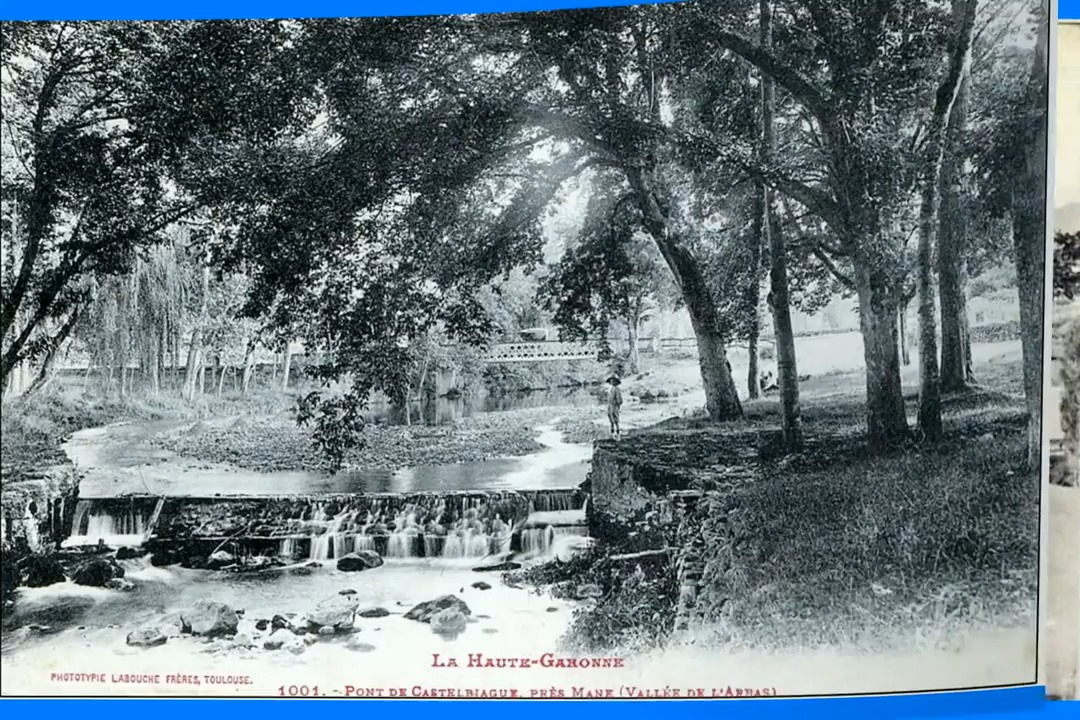 LA HAUTE-GARONNE
PHOTOTYPIE LABOUCHE FRÈRES, TOULOUSE.
1001. - PONT DE CASTELBIAGUE, PRÈS MANE (VALLÉE DE L'ARBAS)